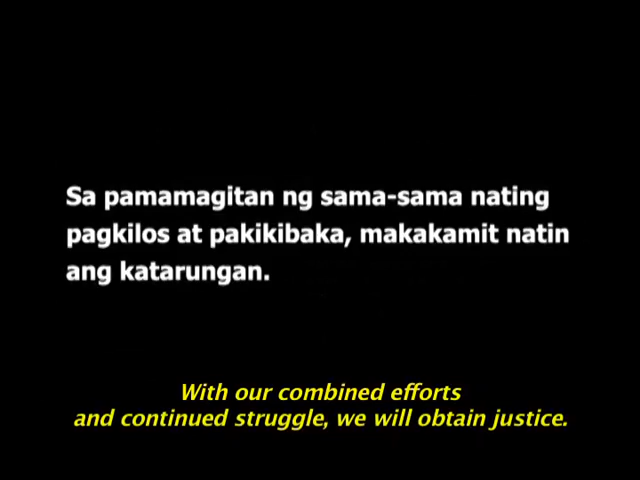 Sa pamamagitan ng sama-sama nating
pagkilos at pakikibaka, makakamit natin
ang katarungan.
With our combined efforts
and continued struggle, we will obtain justice.